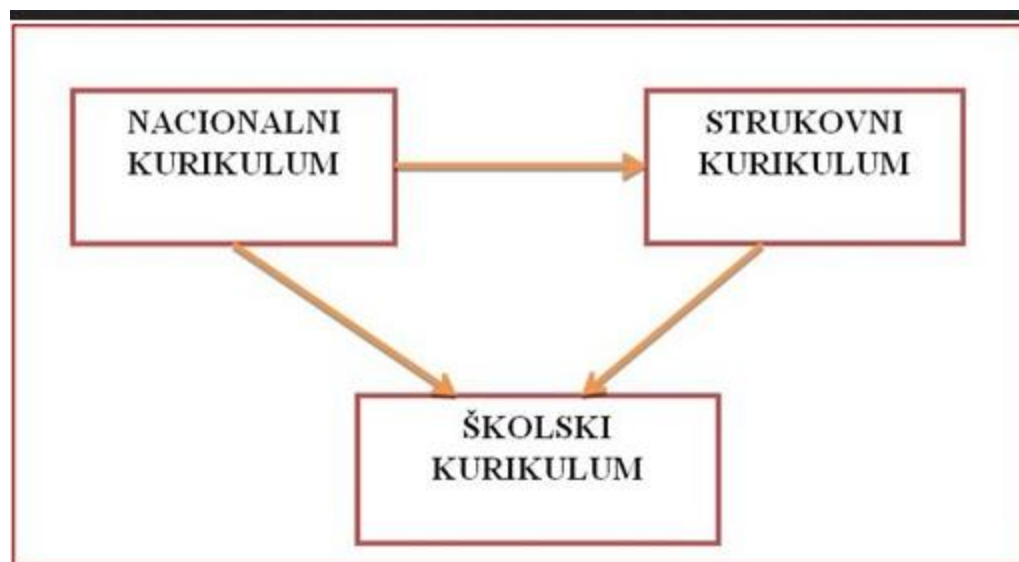 NACIONALNI
KURIKULUM
STRUKOVNI
KURIKULUM
ŠKOLSKI
KURIKULUM